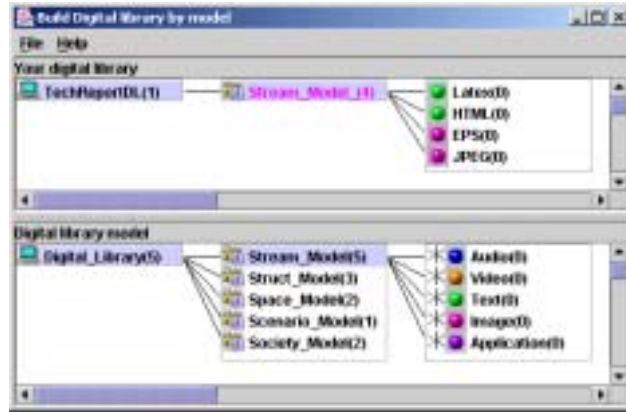 Build Digital library by model
File Help
Your digital library
TechReportDL(1) Stream_Model_(4) Latex(0)
HTML(0)
EPS(0)
JPEG(0)
Digital library model
Digital_Library(5) Stream_Model(5) Audio(0)
Struct_Model(3) Video(0)
Space_Model(2) Text(0)
Scenario_Model(1) Image(0)
Society_Model(2) Application(0)